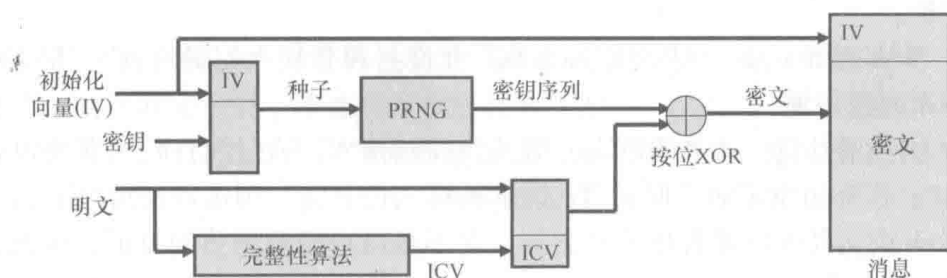 IV
初始化
向量(IV)
IV
种子
PRNG
密钥序列
密文
密钥
按位XOR
密文
明文
完整性算法
ICV
ICV
消息